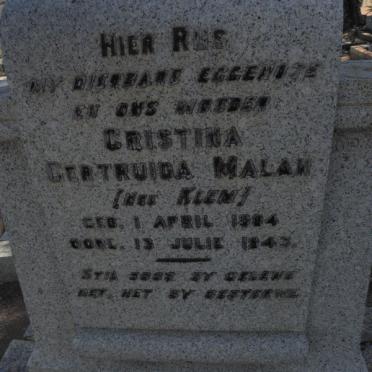 HIER RUS
MY DIERBARE EGGENOTE
EN ONS MOEDER
CRISTINA
GERTRUIDA MALAN
(NEE KLEM)
GEB. 1 APRIL 1884
OORL. 13 JULIE 1943.
STIL SOOS SY GELEWE
HET, HET SY GESTERWE.